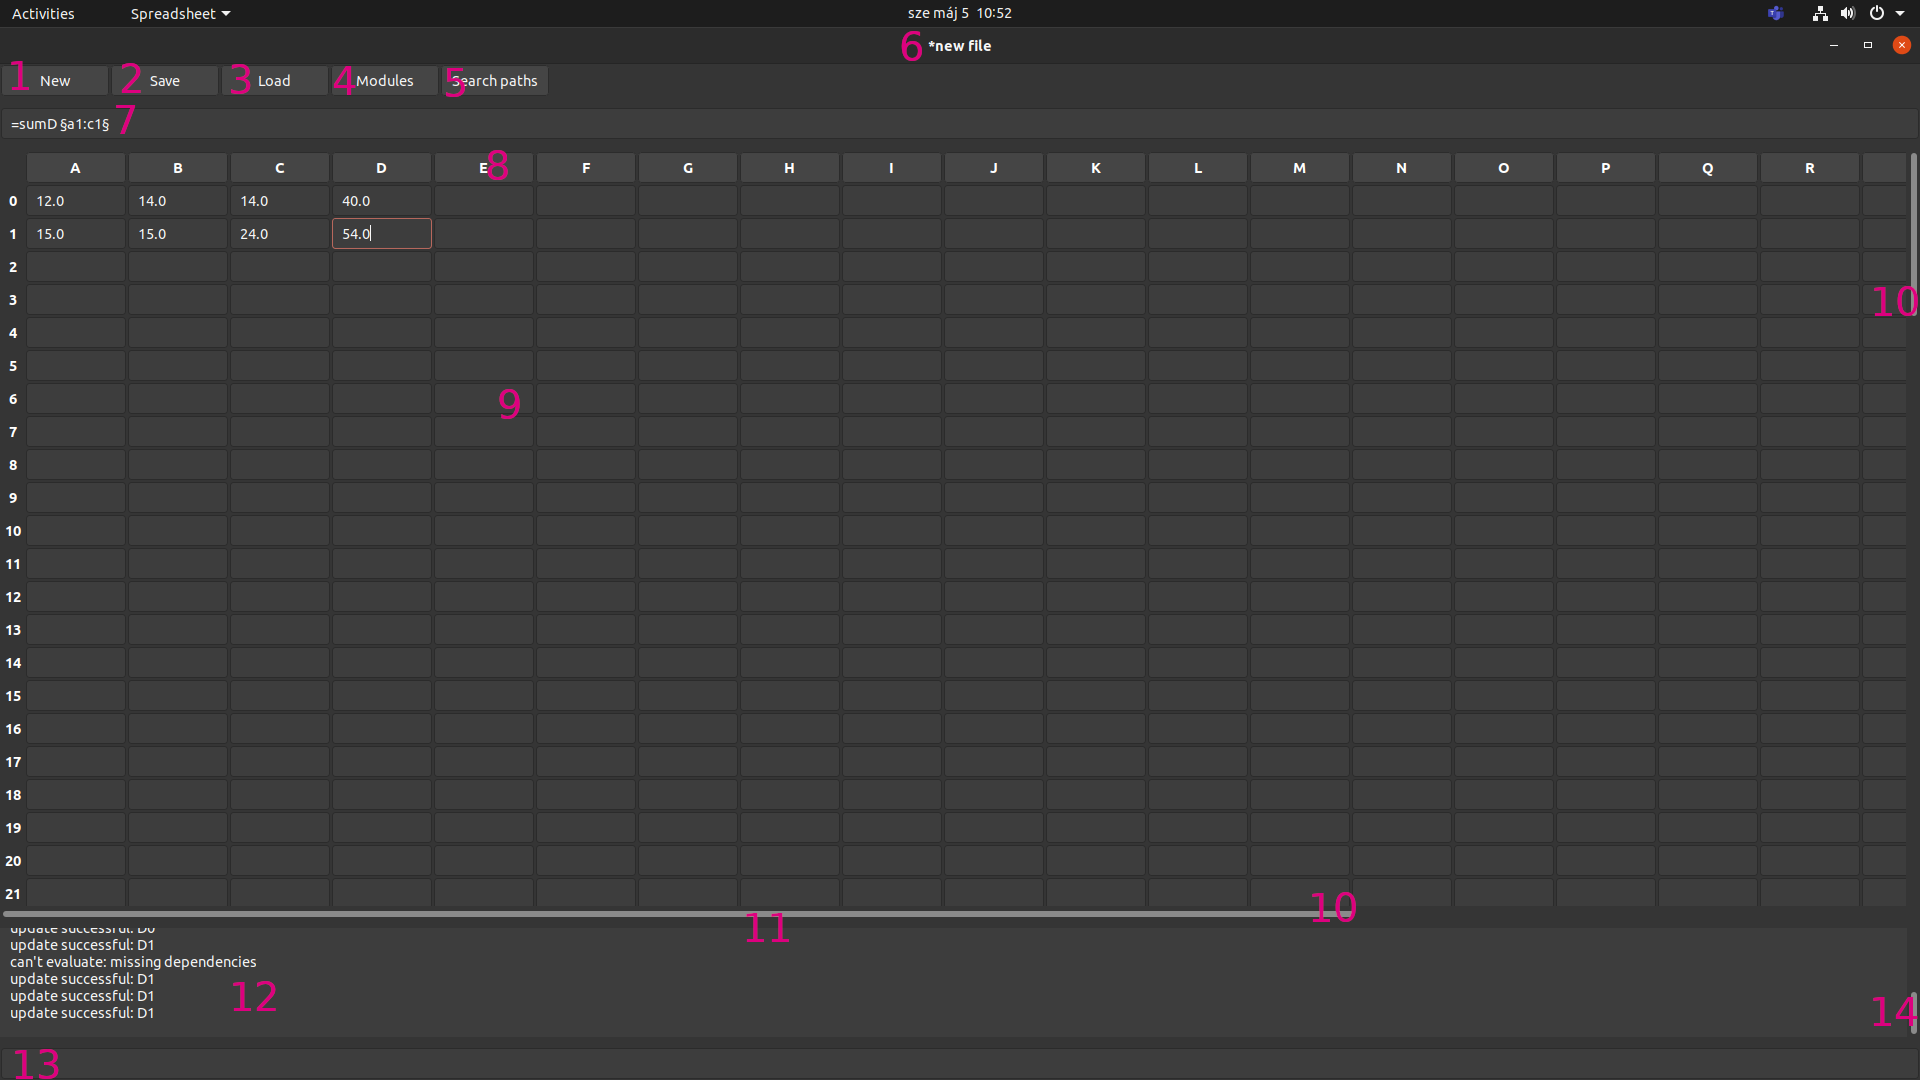 Activities Spreadsheet sze máj 5 10:52
6 *new file
1 New 2 Save 3 Load 4 Modules 5 Search paths
=sumD §a1:c1§ 7
A B C D E 8 F G H I J K L M N O P Q R
0 12.0 14.0 14.0 40.0
1 15.0 15.0 24.0 54.0
2
3 10
4
5
6 9
7
8
9
10
11
12
13
14
15
16
17
18
19
20
21
10
11
update successful: D0
update successful: D1
can't evaluate: missing dependencies
update successful: D1
update successful: D1
12
update successful: D1
14
13